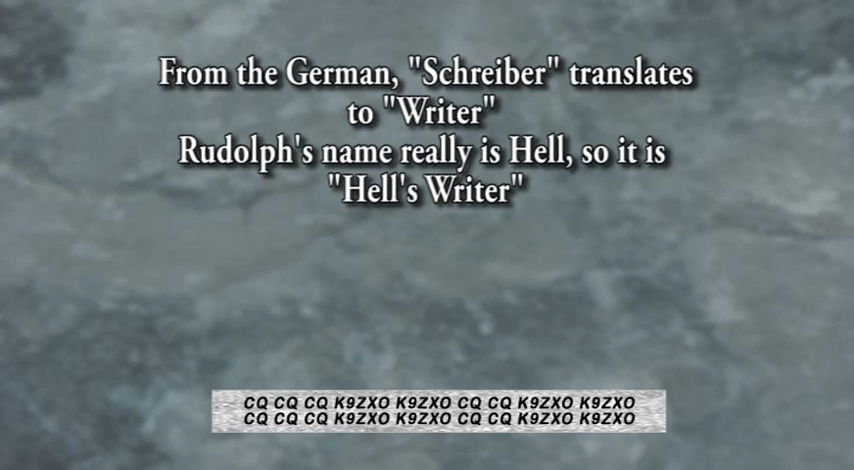 From the German, "Schreiber" translates
to "Writer"
Rudolph's name really is Hell, so it is
"Hell's Writer"
CQ CQ CQ K9ZXO K9ZXO CQ CQ K9ZXO K9ZXO
CQ CQ CQ K9ZXO K9ZXO CQ CQ K9ZXO K9ZXO